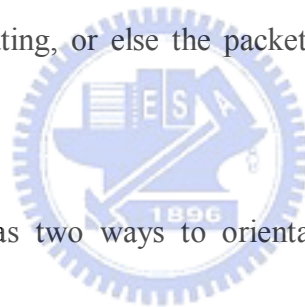 ting, or else the packet
E S A
1896
as two ways to orienta